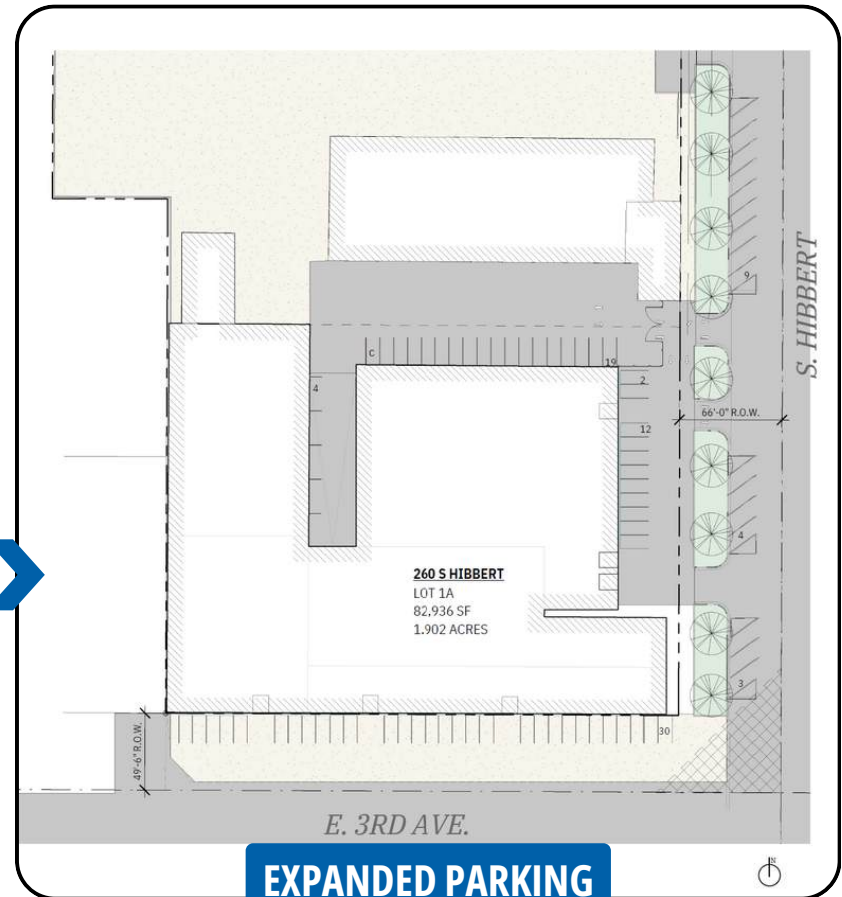 9
S. HIBBERT
C
19
4
2
12
66'-0" R.O.W.
4
260 S HIBBERT
LOT 1A
82,936 SF
1.902 ACRES
3
30
49'-6" R.O.W.
E. 3RD AVE.
EXPANDED PARKING
N